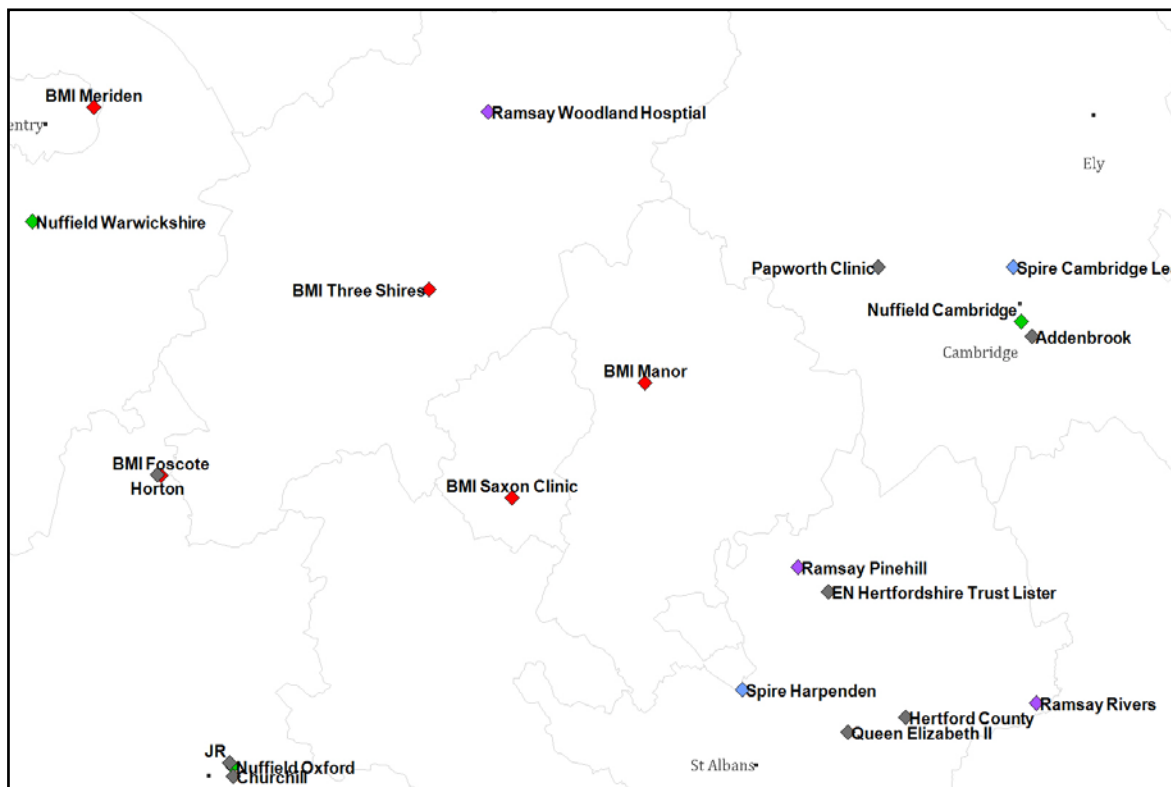 BMI Meriden
entry
Ramsay Woodland Hosptial
Ely
Nuffield Warwickshire
Papworth Clinic
Spire Cambridge Lea
BMI Three Shires
Nuffield Cambridge
Addenbrook
Cambridge
BMI Manor
BMI Foscote
Horton
BMI Saxon Clinic
Ramsay Pinehill
EN Hertfordshire Trust Lister
Spire Harpenden
Ramsay Rivers
Hertford County
Queen Elizabeth II
JR
Nuffield Oxford
Churchill
St Albans